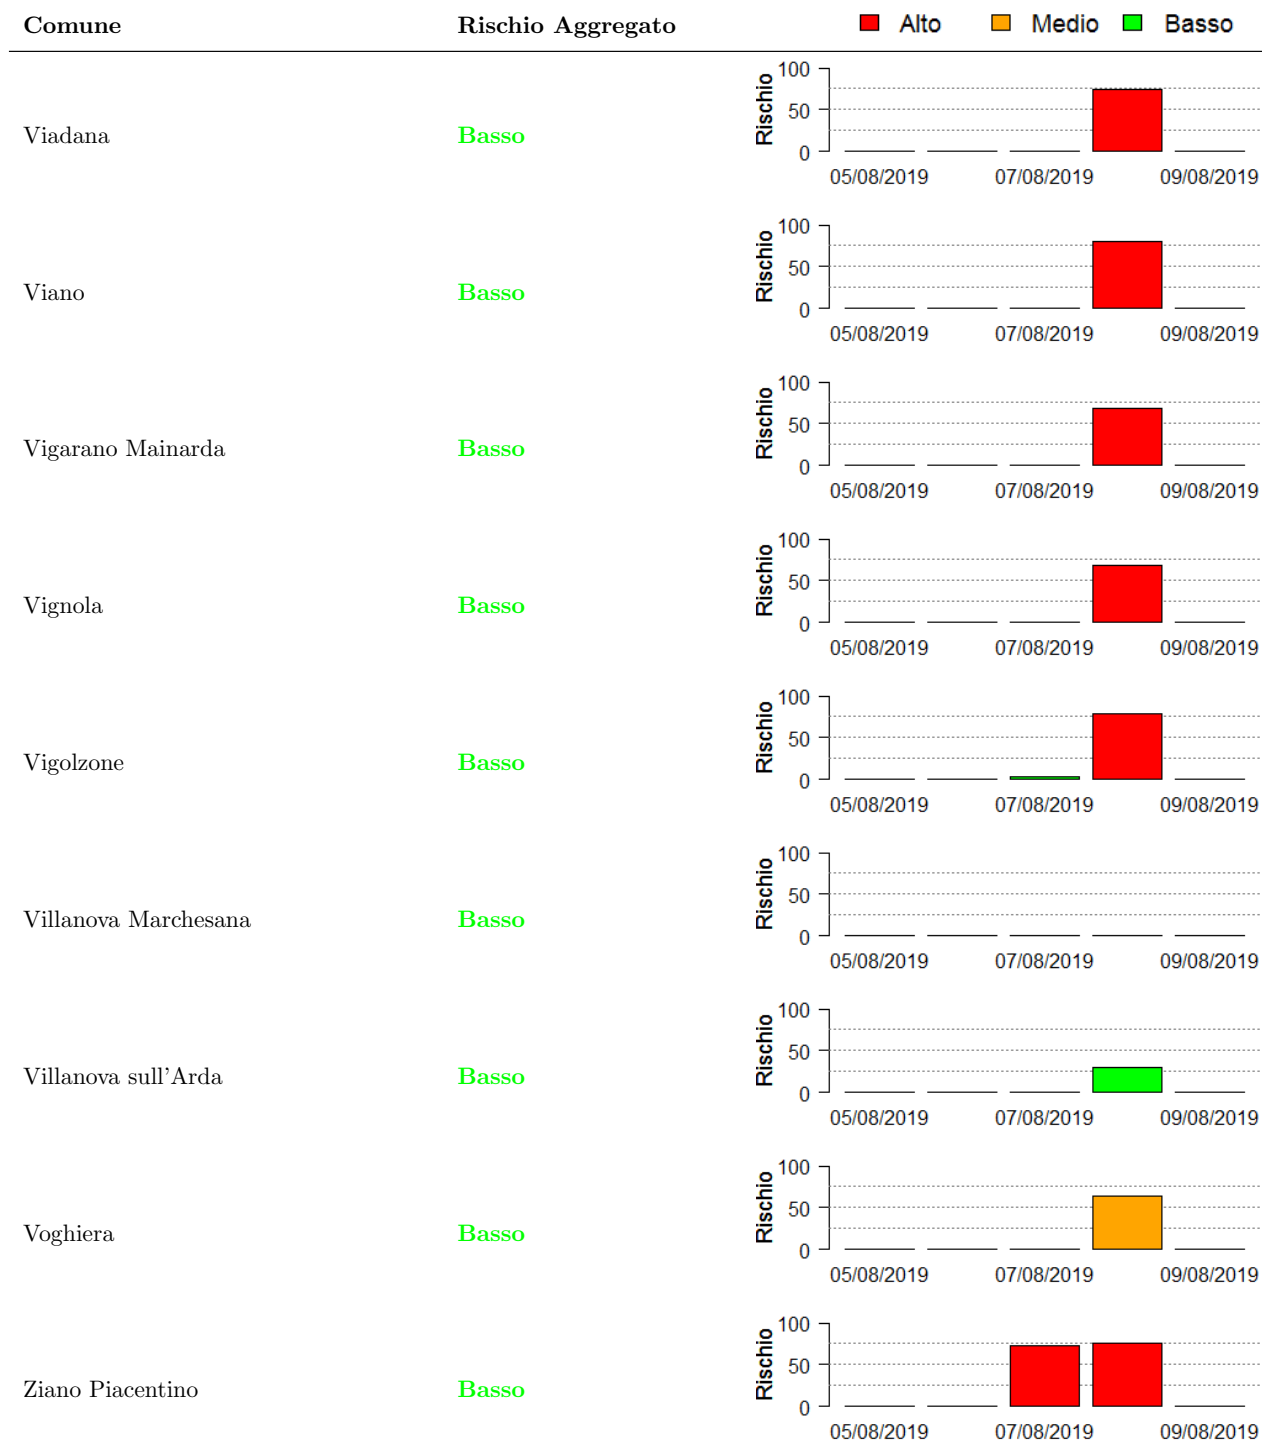 Comune Rischio Aggregato Alto Medio Basso
100
50
0
Rischio
Viadana Basso
05/08/2019 07/08/2019 09/08/2019
100
50
0
Rischio
Viano Basso
05/08/2019 07/08/2019 09/08/2019
100
50
0
Rischio
Vigarano Mainarda Basso
05/08/2019 07/08/2019 09/08/2019
100
50
0
Rischio
Vignola Basso
05/08/2019 07/08/2019 09/08/2019
100
50
0
Rischio
Vigolzone Basso
05/08/2019 07/08/2019 09/08/2019
100
50
0
Rischio
Villanova Marchesana Basso
05/08/2019 07/08/2019 09/08/2019
100
50
0
Rischio
Villanova sull'Arda Basso
05/08/2019 07/08/2019 09/08/2019
100
50
0
Rischio
Voghiera Basso
05/08/2019 07/08/2019 09/08/2019
100
50
0
Rischio
Ziano Piacentino Basso
05/08/2019 07/08/2019 09/08/2019